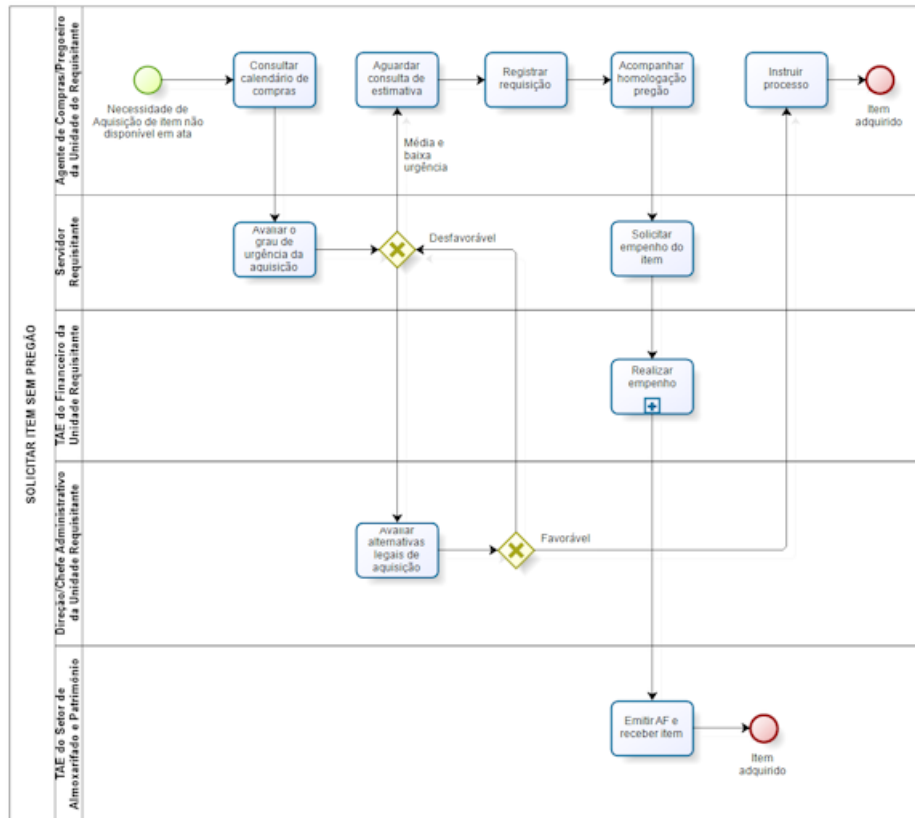 SOLICITAR ITEM SEM PREGÃO
Agente de Compras/Pregoeiro
da Unidade do Requisitante
Necessidade de
Aquisição de item não
disponível em ata
Consultar
calendário de
compras
Aguardar
consulta de
estimativa
Registrar
requisição
Acompanhar
homologação
pregão
Instruir
processo
Item
adquirido
Média e
baixa
urgência
Servidor
Requisitante
Avaliar o
grau de
urgência da
aquisição
Desfavorável
Solicitar
empenho do
item
TAE do Financeiro da
Unidade Requisitante
Realizar
empenho
Direção/Chefe Administrativo
da Unidade Requisitante
Avaliar
alternativas
legais de
aquisição
Favorável
TAE do Setor de
Almoxarifado e Patrimônio
Emitir AF e
receber item
Item
adquirido